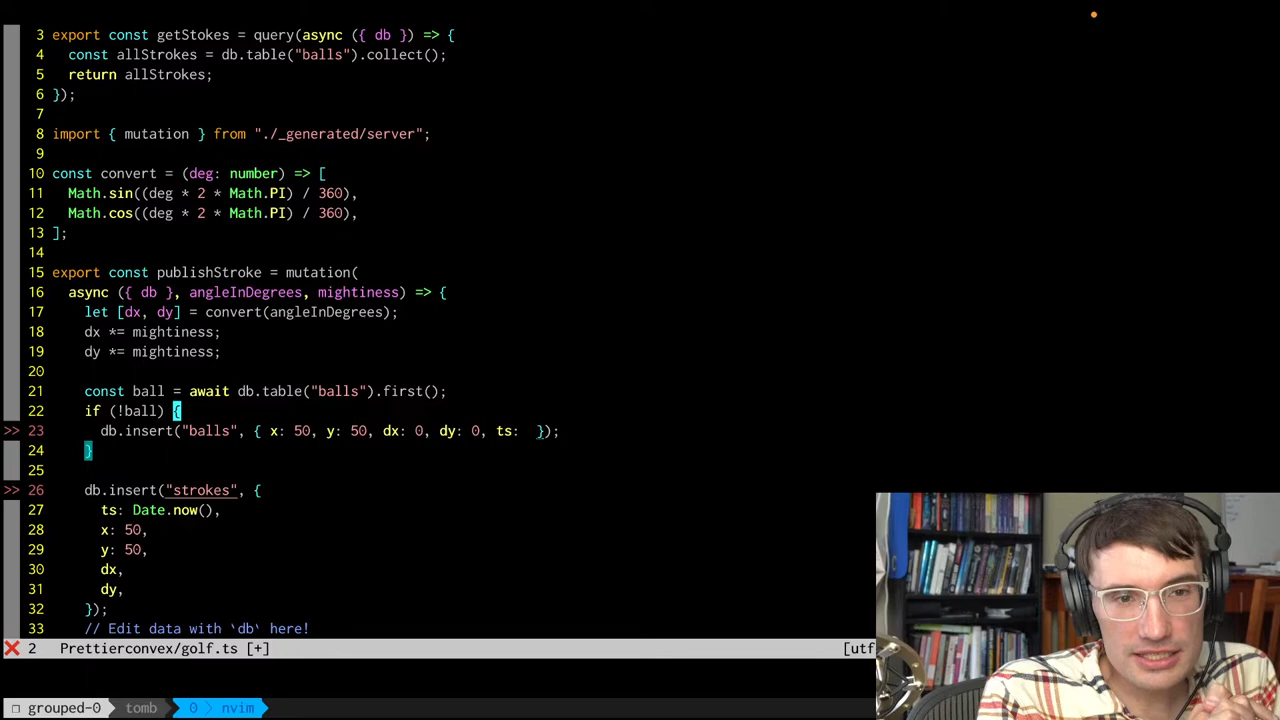 3 export const getStokes = query(async ({ db }) => {
4   const allStrokes = db.table("balls").collect();
5   return allStrokes;
6 });
7
8 import { mutation } from "./_generated/server";
9
10 const convert = (deg: number) => [
11   Math.sin((deg * 2 * Math.PI) / 360),
12   Math.cos((deg * 2 * Math.PI) / 360),
13 ];
14
15 export const publishStroke = mutation(
16   async ({ db }, angleInDegrees, mightiness) => {
17     let [dx, dy] = convert(angleInDegrees);
18     dx *= mightiness;
19     dy *= mightiness;
20
21     const ball = await db.table("balls").first();
22     if (!ball) {
>> 23       db.insert("balls", { x: 50, y: 50, dx: 0, dy: 0, ts:  });
24     }
25
>> 26     db.insert("strokes", {
27       ts: Date.now(),
28       x: 50,
29       y: 50,
30       dx,
31       dy,
32     });
33     // Edit data with `db` here!
❌ 2 Prettierconvex/golf.ts [+] [utf
grouped-0 tomb 0 nvim